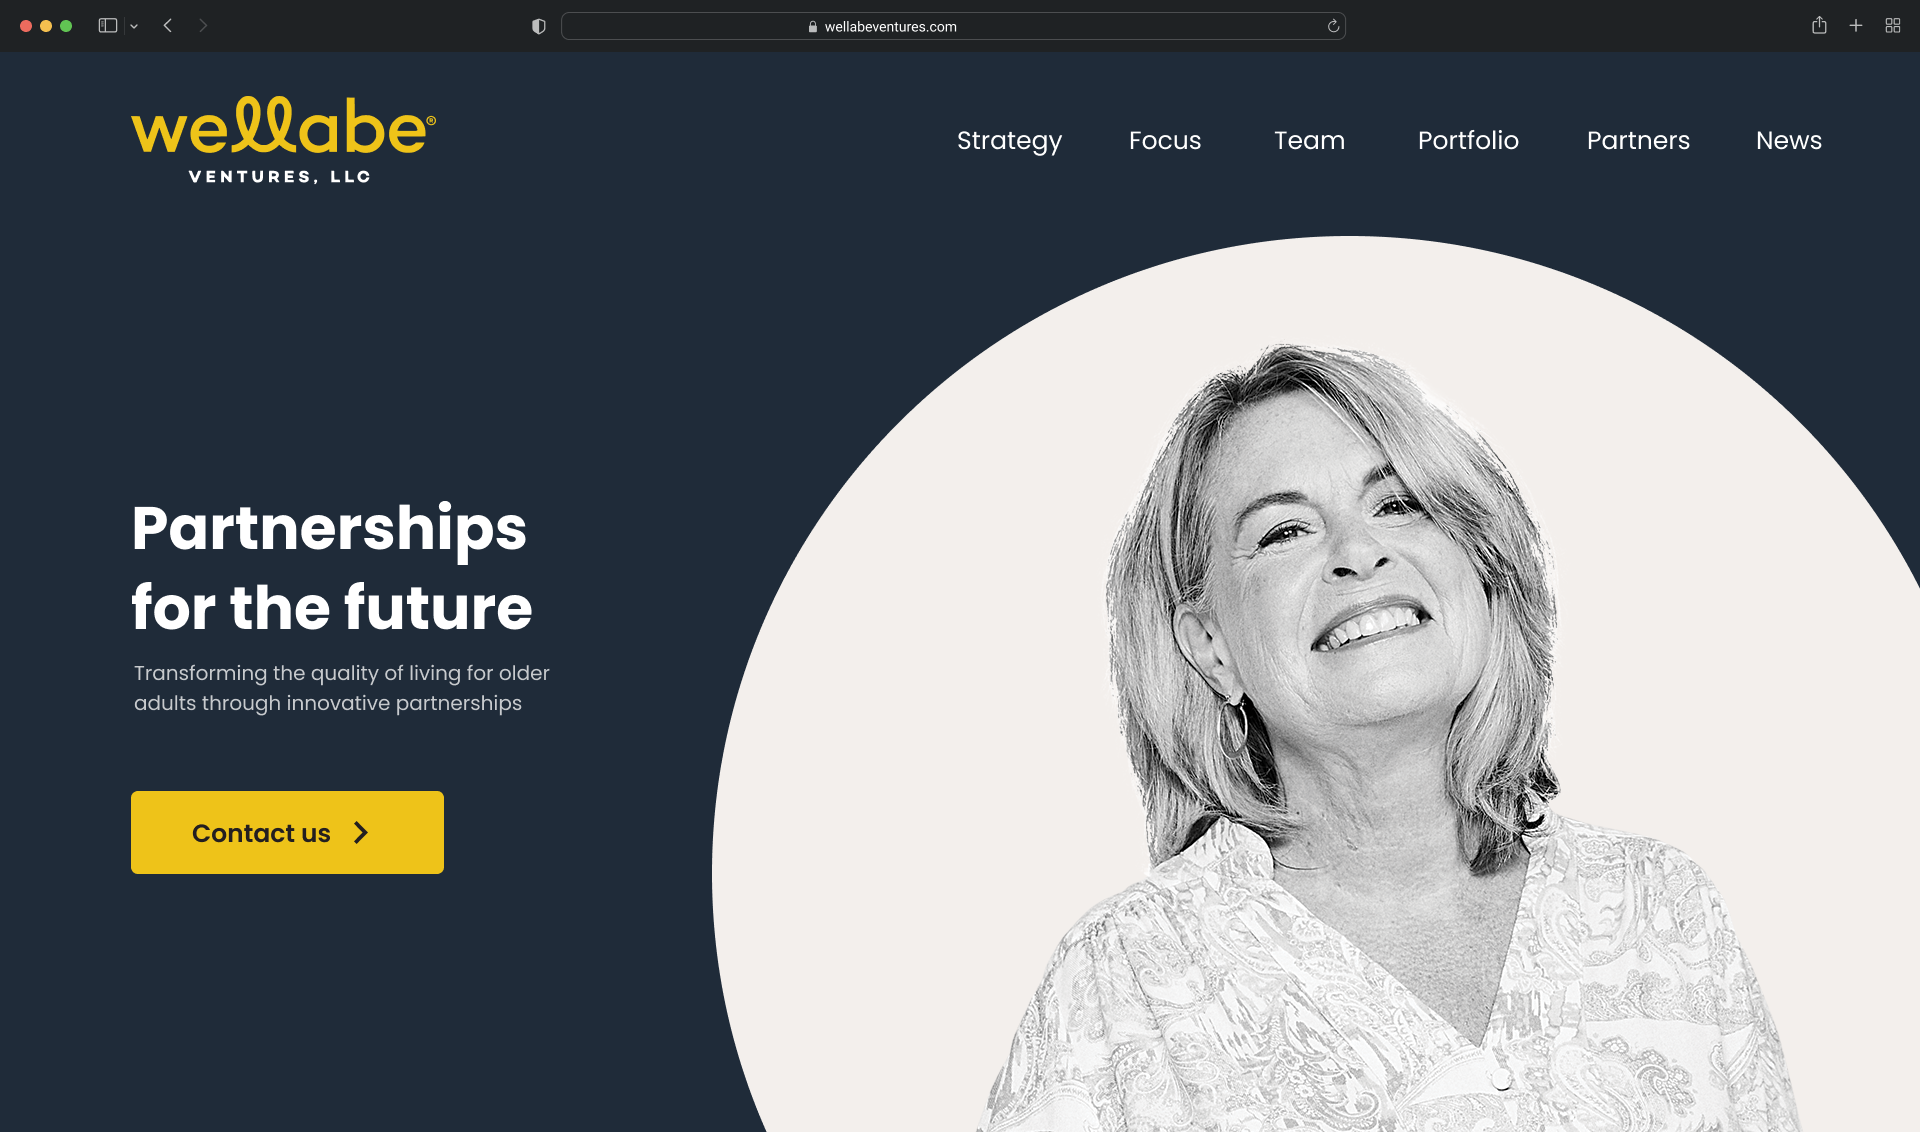 wellabeventures.com
wellabe®
VENTURES, LLC
Strategy Focus Team Portfolio Partners News
Partnerships
for the future
Transforming the quality of living for older
adults through innovative partnerships
Contact us